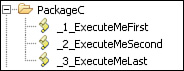 PackageC
_1_ExecuteMeFirst
_2_ExecuteMeSecond
_3_ExecuteMeLast